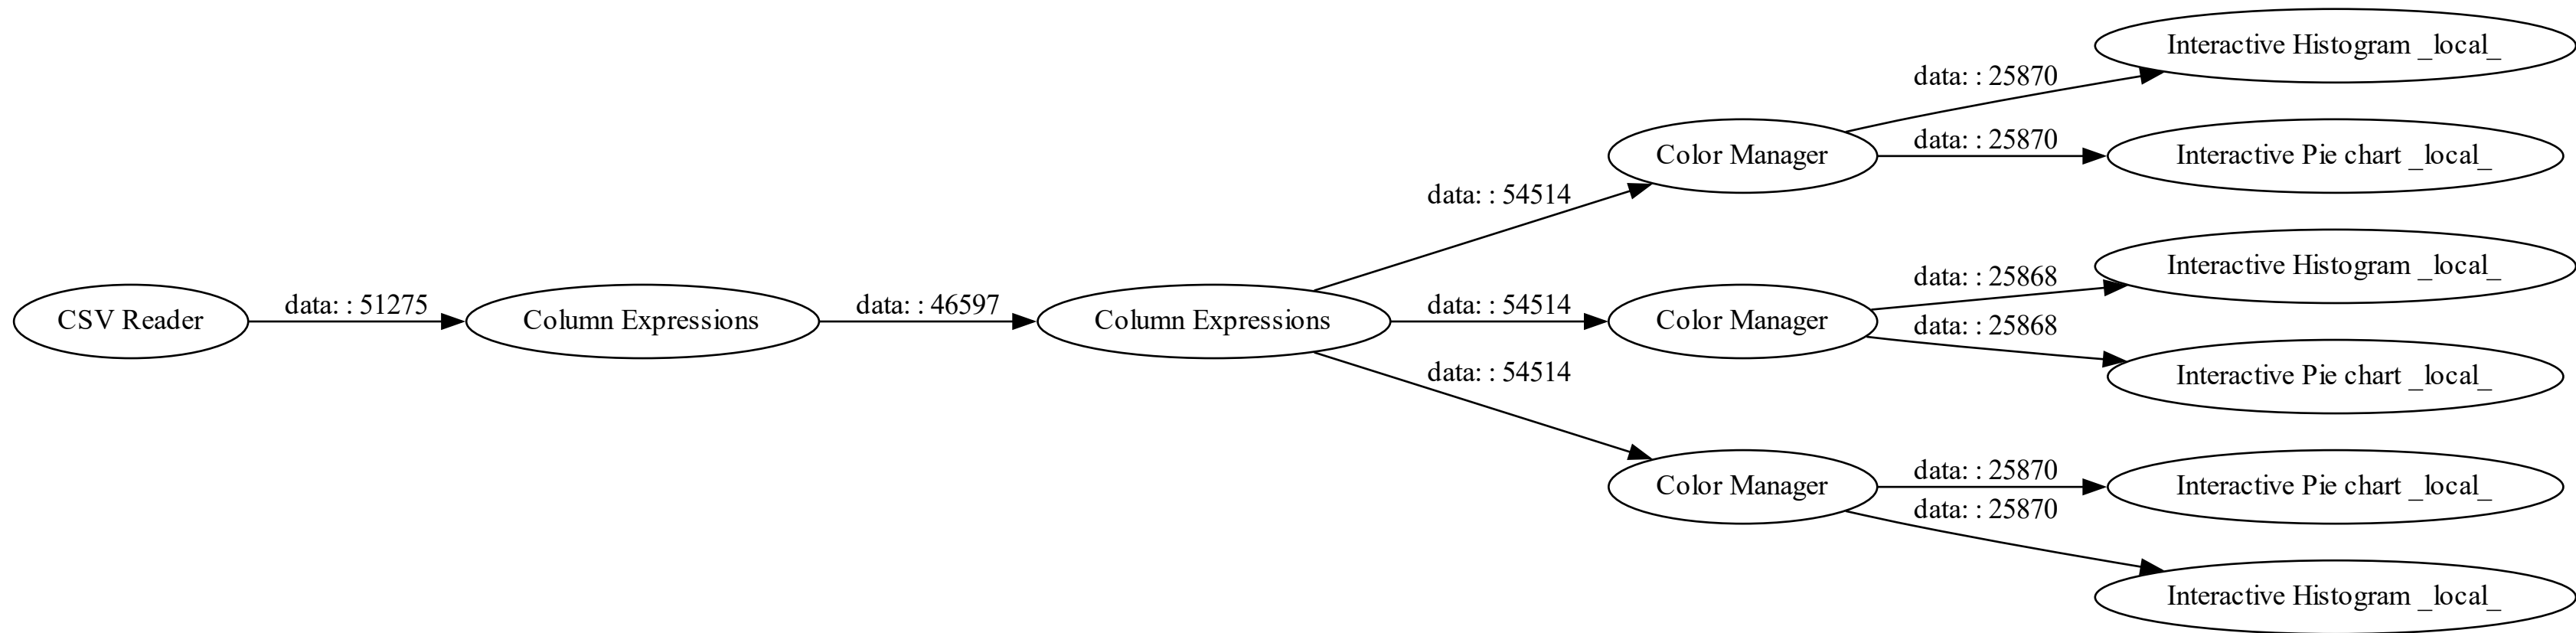 Interactive Histogram _local_
data: : 25870
Color Manager
data: : 25870
Interactive Pie chart _local_
data: : 54514
CSV Reader
data: : 51275
Column Expressions
data: : 46597
Column Expressions
data: : 54514
Color Manager
data: : 25868
Interactive Histogram _local_
data: : 25868
Interactive Pie chart _local_
data: : 54514
Color Manager
data: : 25870
Interactive Pie chart _local_
data: : 25870
Interactive Histogram _local_